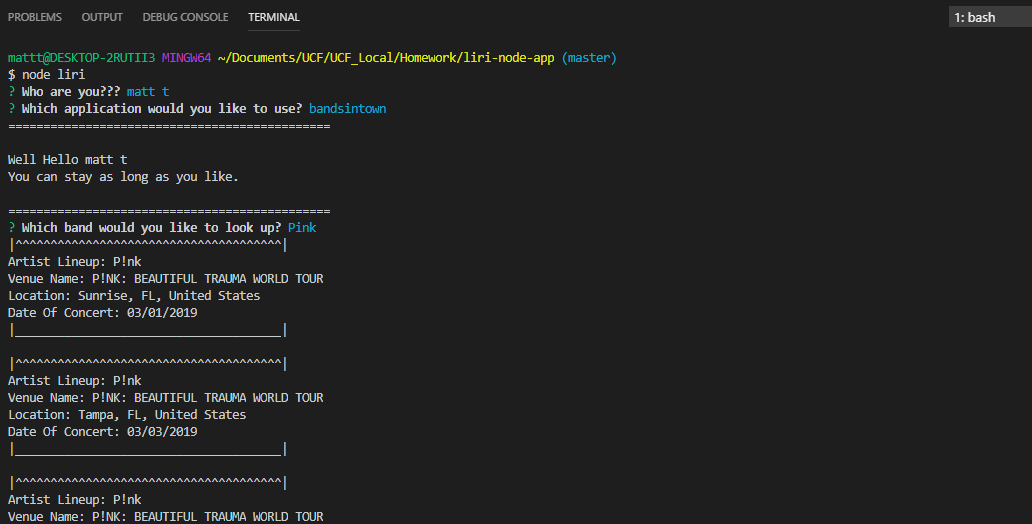 PROBLEMS OUTPUT DEBUG CONSOLE TERMINAL 1: bash
mattt@DESKTOP-2RUTII3 MINGW64 ~/Documents/UCF/UCF_Local/Homework/liri-node-app (master)
$ node liri
? Who are you??? matt t
? Which application would you like to use? bandsintown
==============================================
Well Hello matt t
You can stay as long as you like.
==============================================
? Which band would you like to look up? Pink
|^^^^^^^^^^^^^^^^^^^^^^^^^^^^^^^^^^^^^^|
Artist Lineup: P!nk
Venue Name: P!NK: BEAUTIFUL TRAUMA WORLD TOUR
Location: Sunrise, FL, United States
Date Of Concert: 03/01/2019
|______________________________________|
|^^^^^^^^^^^^^^^^^^^^^^^^^^^^^^^^^^^^^^|
Artist Lineup: P!nk
Venue Name: P!NK: BEAUTIFUL TRAUMA WORLD TOUR
Location: Tampa, FL, United States
Date Of Concert: 03/03/2019
|______________________________________|
|^^^^^^^^^^^^^^^^^^^^^^^^^^^^^^^^^^^^^^|
Artist Lineup: P!nk
Venue Name: P!NK: BEAUTIFUL TRAUMA WORLD TOUR